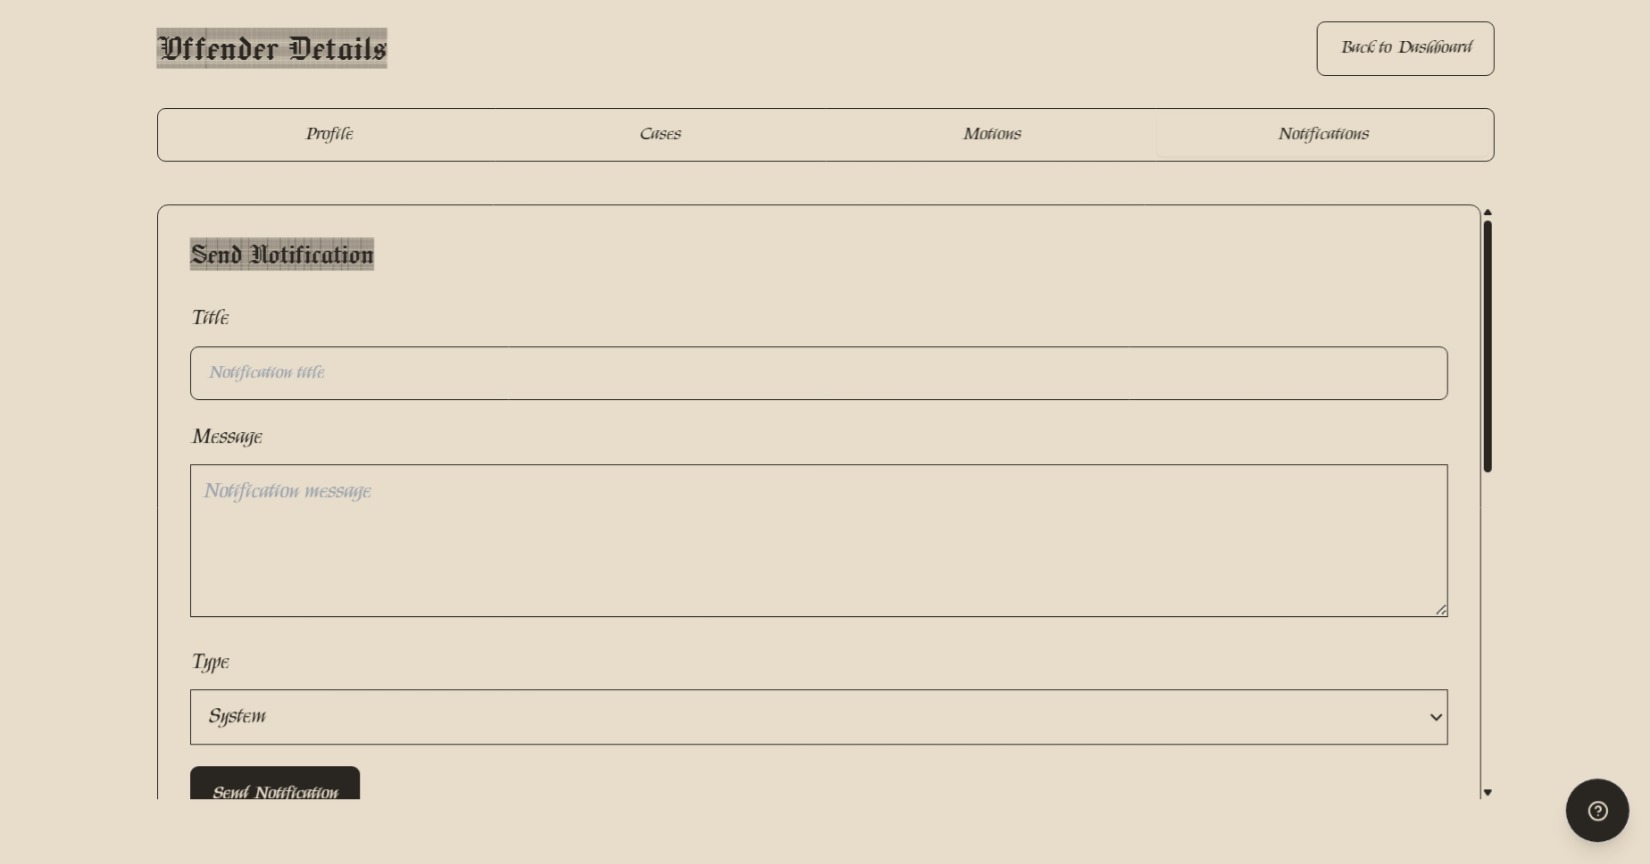 Offender Details
Back to Dashboard
Profile
Cases
Motions
Notifications
Send Notification
Title
Notification title
Message
Notification message
Type
System
Send Notification